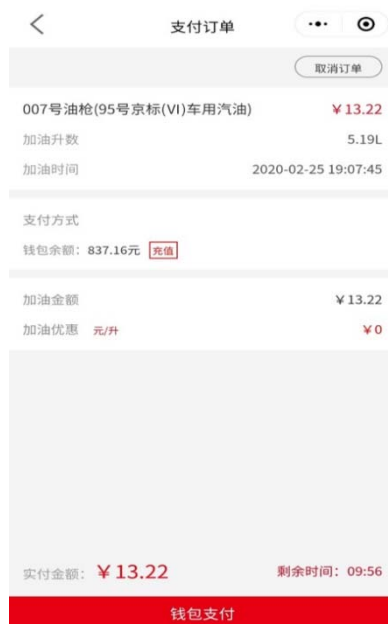 支付订单
取消订单
007号油枪(95号京标(VI)车用汽油) ￥13.22
加油升数 5.19L
加油时间 2020-02-25 19:07:45
支付方式
钱包余额：837.16元 充值
加油金额 ￥13.22
加油优惠 元/升 ￥0
实付金额：￥13.22 剩余时间：09:56
钱包支付